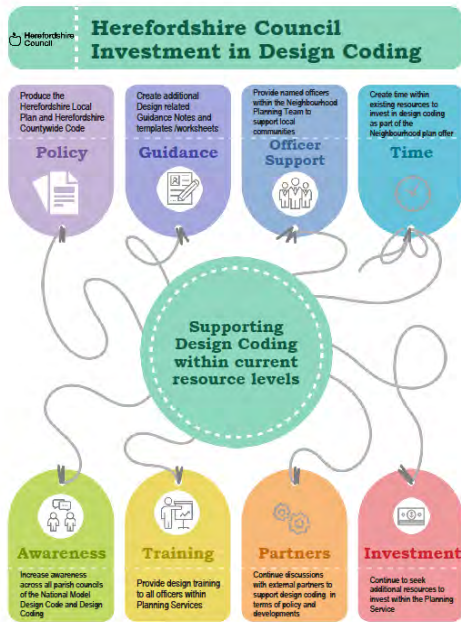 Herefordshire
Council
Herefordshire Council
Investment in Design Coding
Produce the
Herefordshire Local
Plan and Herefordshire
Countywide Code
Policy
Create additional
Design related
Guidance Notes and
templates /worksheets
Guidance
Provide named officers
within the Neighbourhood
Planning Team to
support local
communities
Officer
Support
Create time within
existing resources to
invest in design coding
as part of the
Neighbourhood plan offer
Time
Supporting
Design Coding
within current
resource levels
Awareness
Increase awareness
across all parish councils
of the National Model
Design Code and Design
Coding
Training
Provide design training
to all officers within
Planning Services
Partners
Continue discussions
with external partners to
support design coding in
terms of policy and
developments
Investment
Continue to seek
additional resources to
invest within the Planning
Service